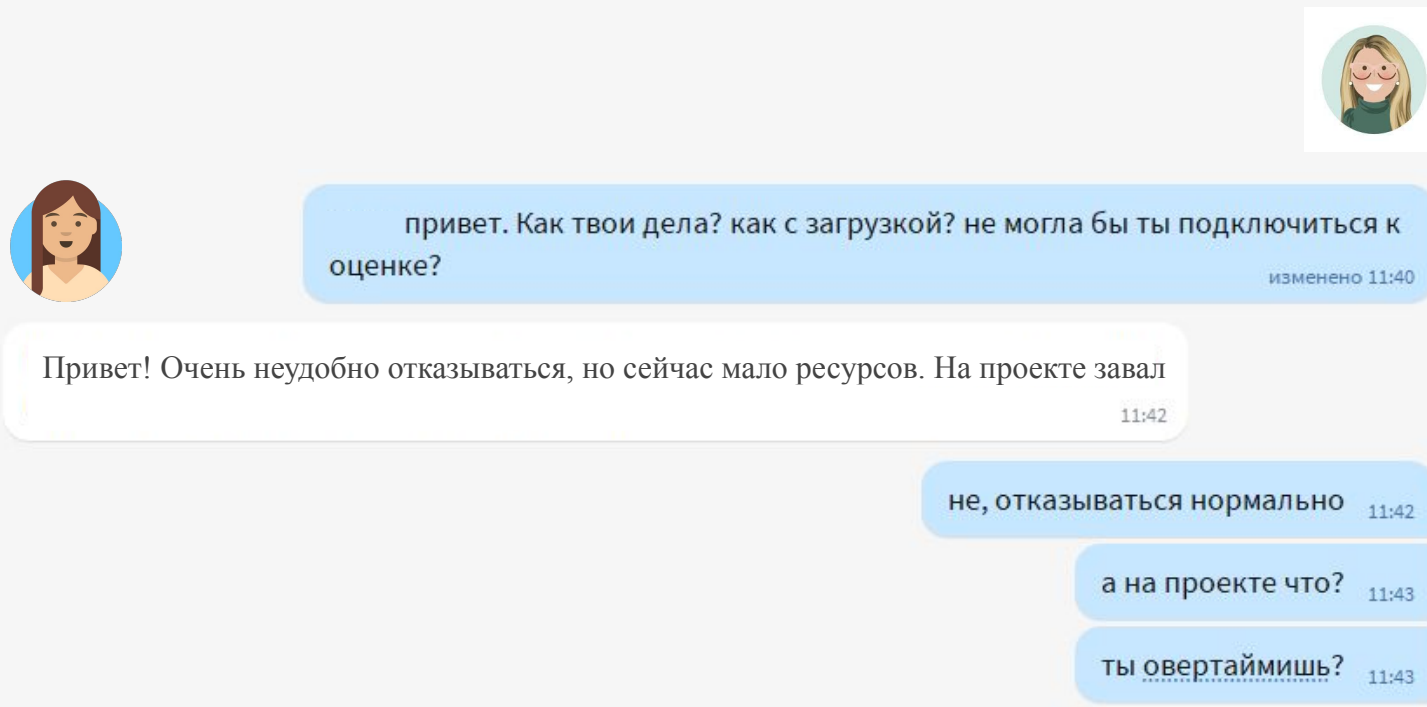 привет. Как твои дела? как с загрузкой? не могла бы ты подключиться к
оценке?
изменено 11:40
Привет! Очень неудобно отказываться, но сейчас мало ресурсов. На проекте завал
11:42
не, отказываться нормально 11:42
а на проекте что? 11:43
ты овертаймишь? 11:43